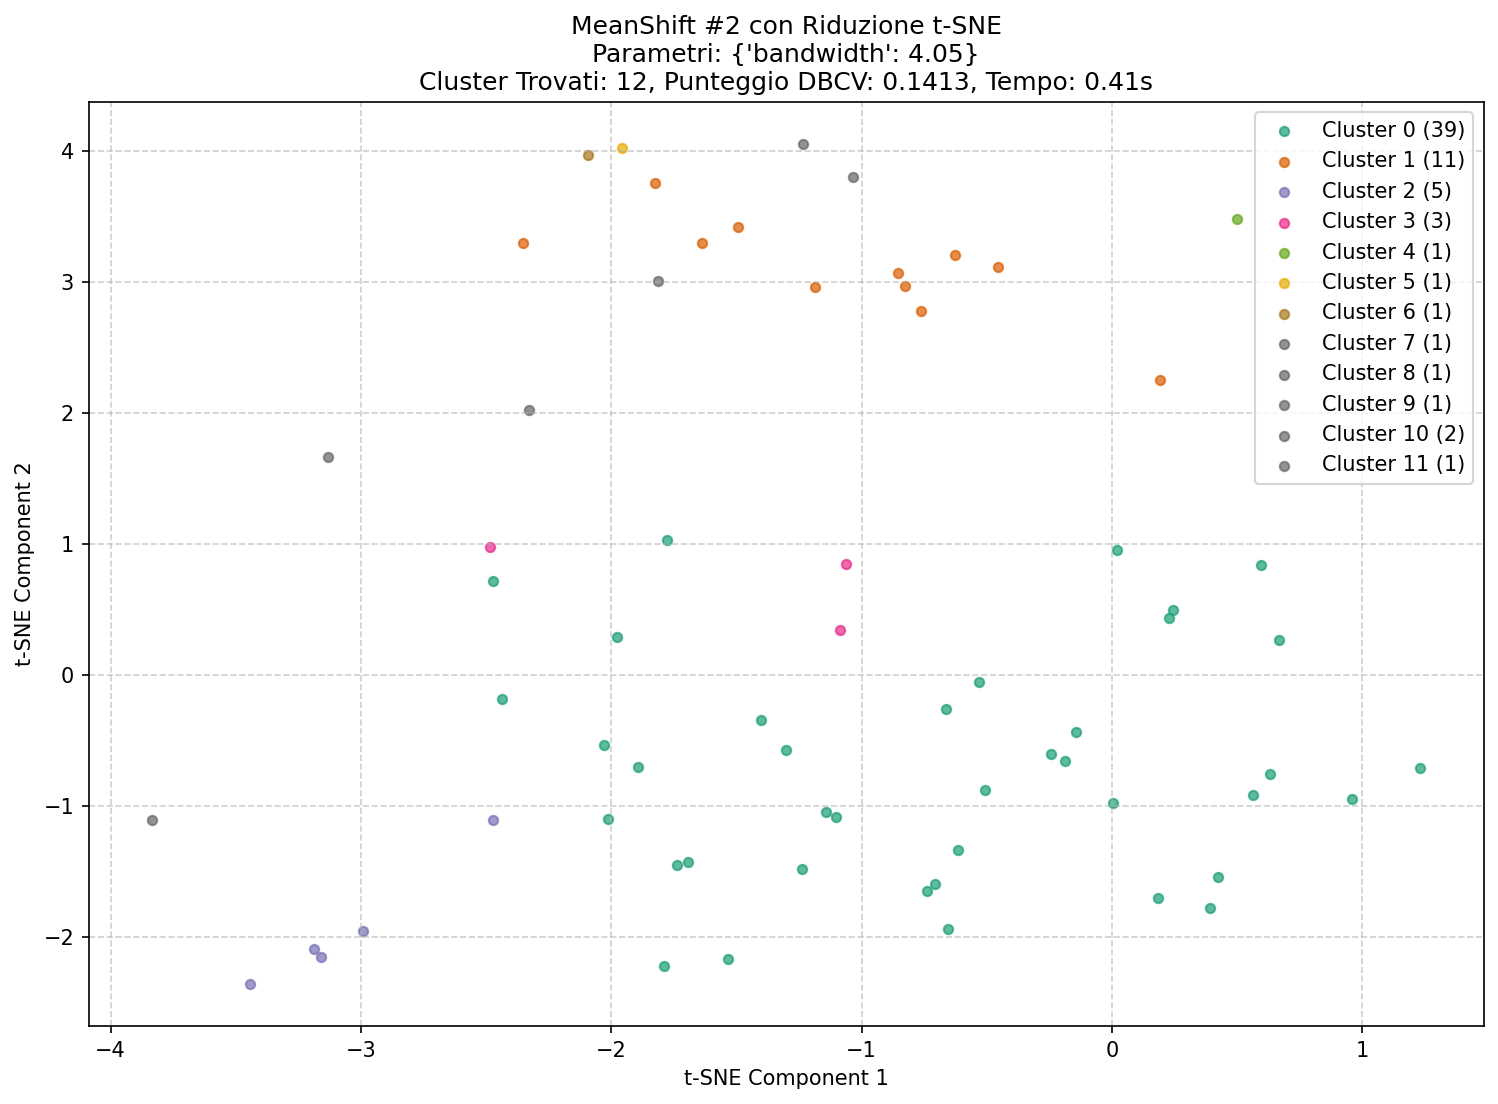 MeanShift #2 con Riduzione t-SNE
Parametri: {'bandwidth': 4.05}
Cluster Trovati: 12, Punteggio DBCV: 0.1413, Tempo: 0.41s
Cluster 0 (39)
Cluster 1 (11)
Cluster 2 (5)
Cluster 3 (3)
Cluster 4 (1)
Cluster 5 (1)
Cluster 6 (1)
Cluster 7 (1)
Cluster 8 (1)
Cluster 9 (1)
Cluster 10 (2)
Cluster 11 (1)
t-SNE Component 2
4
3
2
1
0
−1
−2
−4
−3
−2
−1
0
1
t-SNE Component 1